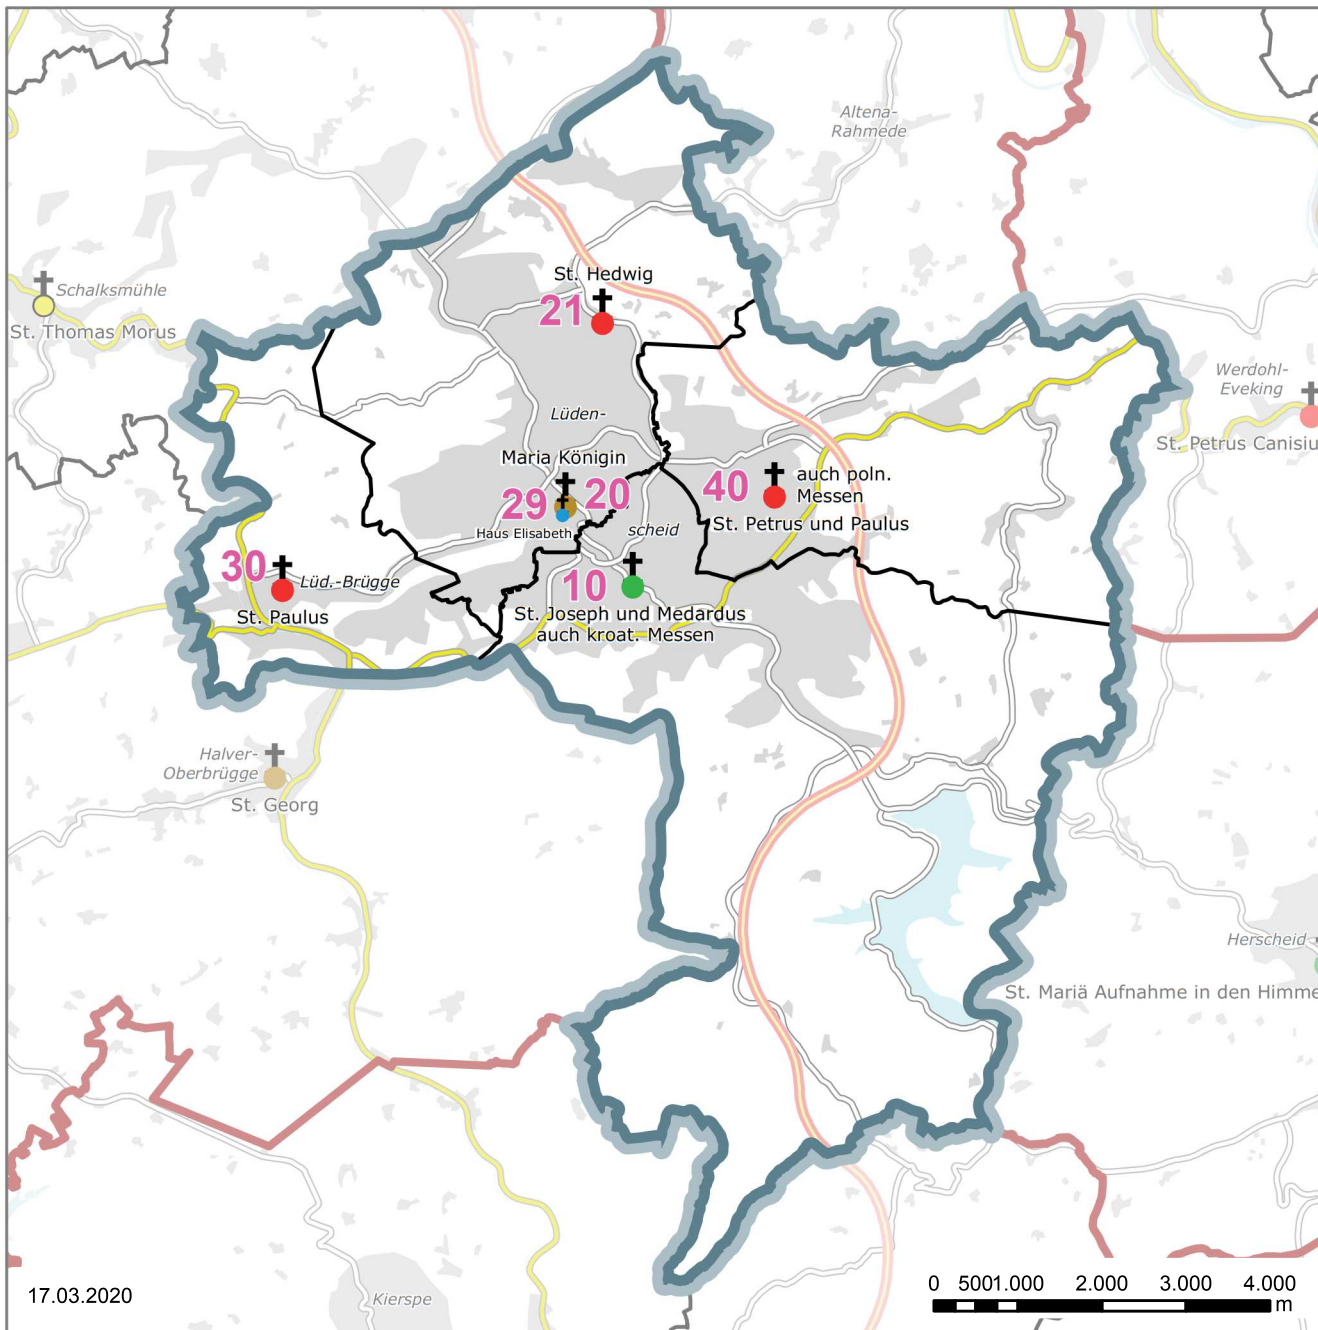 Altena-
Rahmede
St. Hedwig
21
Schalksmühle
St. Thomas Morus
Werdohl-
Eveking
St. Petrus Canisiu
Lüden-
Maria Königin
29
20
Haus Elisabeth
scheid
40
auch poln.
Messen
St. Petrus und Paulus
30
Lüd.-Brügge
St. Paulus
10
St. Joseph und Medardus
auch kroat. Messen
Halver-
Oberbrügge
St. Georg
Herscheid
St. Mariä Aufnahme in den Himme
Kierspe
17.03.2020
0 500 1.000 2.000 3.000 4.000
m